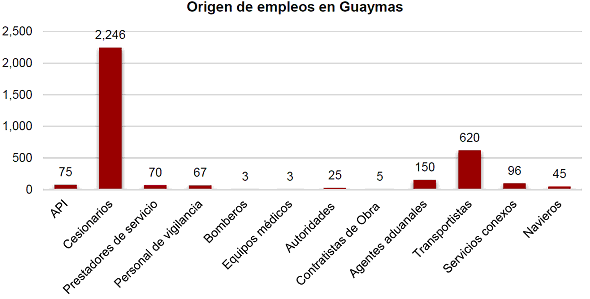 Origen de empleos en Guaymas
2,500
2,000
1,500
1,000
500
0
75
2,246
70
67
3
3
25
5
150
620
96
45
API
Cesionarios
Prestadores de servicio
Personal de vigilancia
Bomberos
Equipos médicos
Autoridades
Contratistas de Obra
Agentes aduanales
Transportistas
Servicios conexos
Navieros